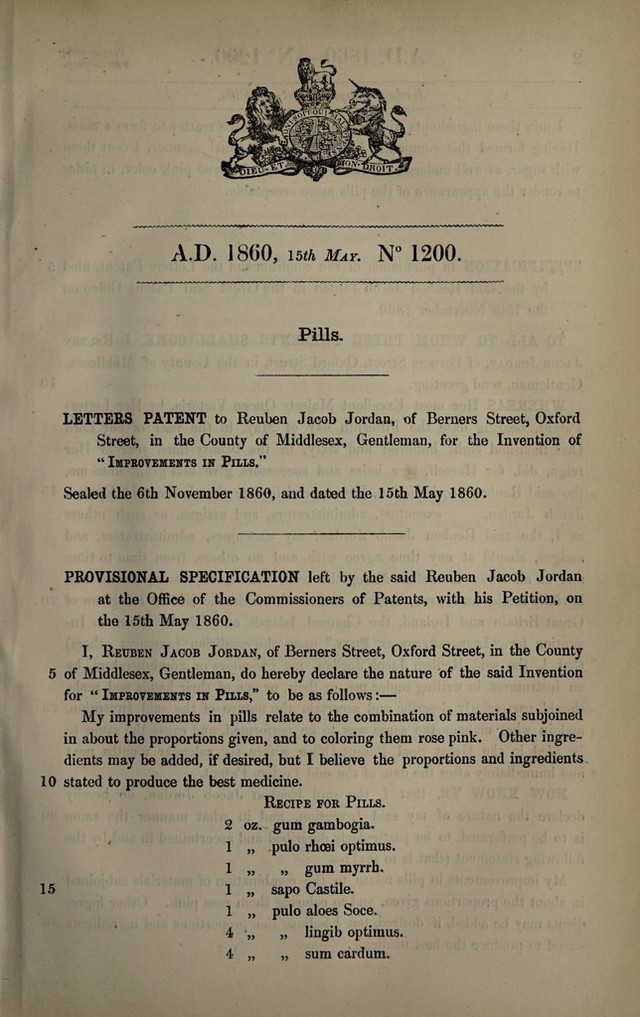 DIEU·ET MON·DROIT
A.D. 1860, 15th MAY. No 1200.
Pills.
LETTERS PATENT to Reuben Jacob Jordan, of Berners Street, Oxford
Street, in the County of Middlesex, Gentleman, for the Invention of
“ IMPROVEMENTS IN PILLS.”
Sealed the 6th November 1860, and dated the 15th May 1860.
PROVISIONAL SPECIFICATION left by the said Reuben Jacob Jordan
at the Office of the Commissioners of Patents, with his Petition, on
the 15th May 1860.
I, REUBEN JACOB JORDAN, of Berners Street, Oxford Street, in the County
5 of Middlesex, Gentleman, do hereby declare the nature of the said Invention
for “ IMPROVEMENTS IN PILLS,” to be as follows :—
My improvements in pills relate to the combination of materials subjoined
in about the proportions given, and to coloring them rose pink. Other ingre-
dients may be added, if desired, but I believe the proportions and ingredients
10 stated to produce the best medicine.
RECIPE FOR PILLS.
2 oz. gum gambogia.
1 „ pulo rhœi optimus.
1 „ „ gum myrrh.
15 1 „ sapo Castile.
1 „ pulo aloes Soce.
4 „ „ lingib optimus.
4 „ „ sum cardum.